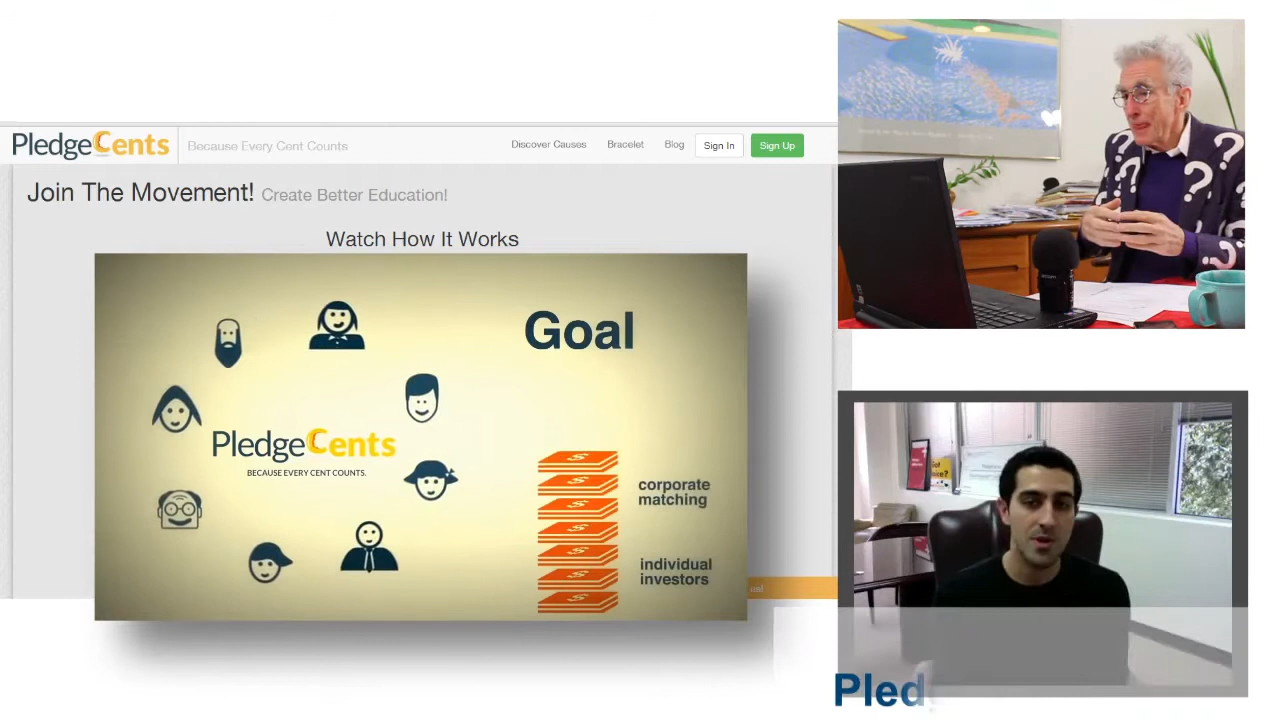 PledgeCents
Because Every Cent Counts
Discover Causes
Bracelet
Blog
Sign In
Sign Up
Join The Movement! Create Better Education!
Watch How It Works
Goal
PledgeCents
BECAUSE EVERY CENT COUNTS.
corporate
matching
individual
investors
Pled